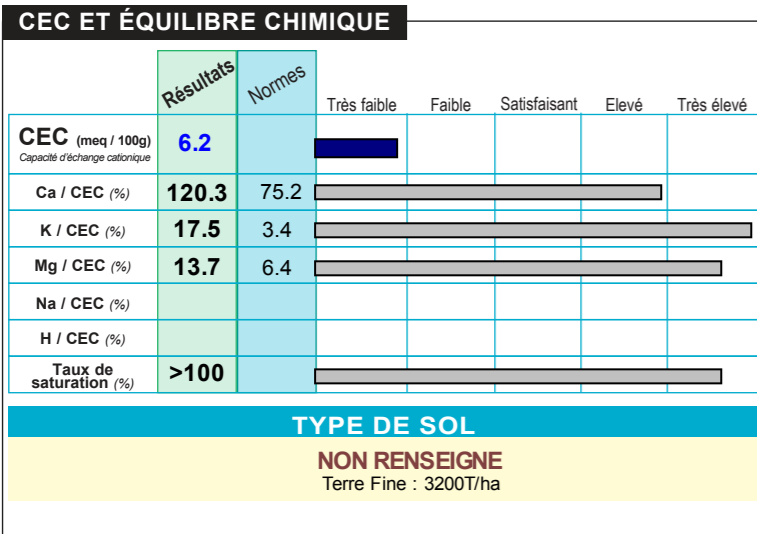 CEC ET ÉQUILIBRE CHIMIQUE
Résultats Normes Très faible Faible Satisfaisant Elevé Très élevé
CEC (meq / 100g) 6.2
Capacité d'échange cationique
Ca / CEC (%) 120.3 75.2
K / CEC (%) 17.5 3.4
Mg / CEC (%) 13.7 6.4
Na / CEC (%)
H / CEC (%)
Taux de
saturation (%) >100
TYPE DE SOL
NON RENSEIGNE
Terre Fine : 3200T/ha